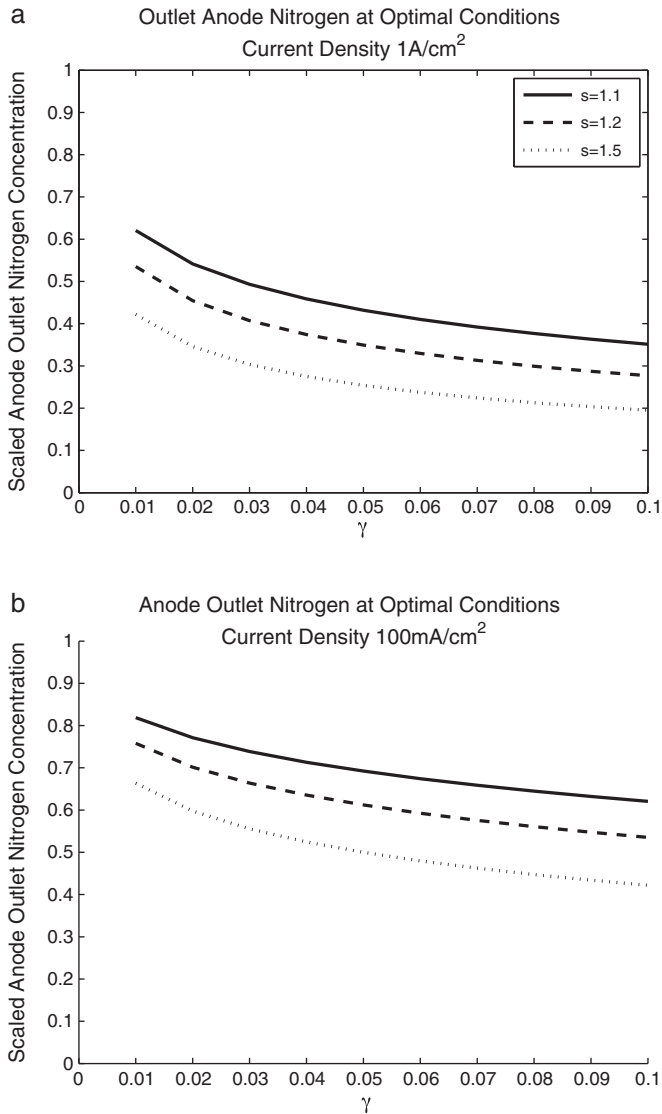 a
Outlet Anode Nitrogen at Optimal Conditions
Current Density 1A/cm²
Scaled Anode Outlet Nitrogen Concentration
1
0.9
0.8
0.7
0.6
0.5
0.4
0.3
0.2
0.1
0
s=1.1
s=1.2
s=1.5
0 0.01 0.02 0.03 0.04 0.05 0.06 0.07 0.08 0.09 0.1
γ
b
Anode Outlet Nitrogen at Optimal Conditions
Current Density 100mA/cm²
Scaled Anode Outlet Nitrogen Concentration
1
0.9
0.8
0.7
0.6
0.5
0.4
0.3
0.2
0.1
0
0 0.01 0.02 0.03 0.04 0.05 0.06 0.07 0.08 0.09 0.1
γ